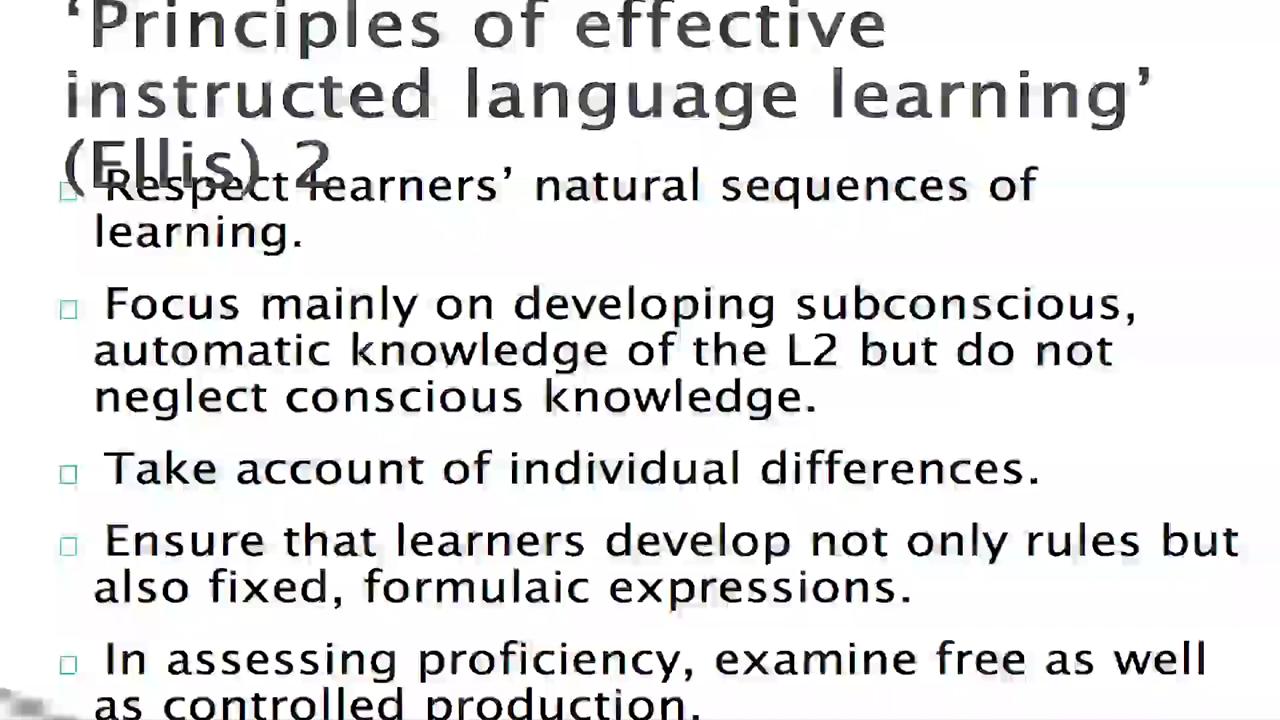 ‘Principles of effective
instructed language learning’
(Ellis) 2
Respect learners’ natural sequences of
learning.
Focus mainly on developing subconscious,
automatic knowledge of the L2 but do not
neglect conscious knowledge.
Take account of individual differences.
Ensure that learners develop not only rules but
also fixed, formulaic expressions.
In assessing proficiency, examine free as well
as controlled production.